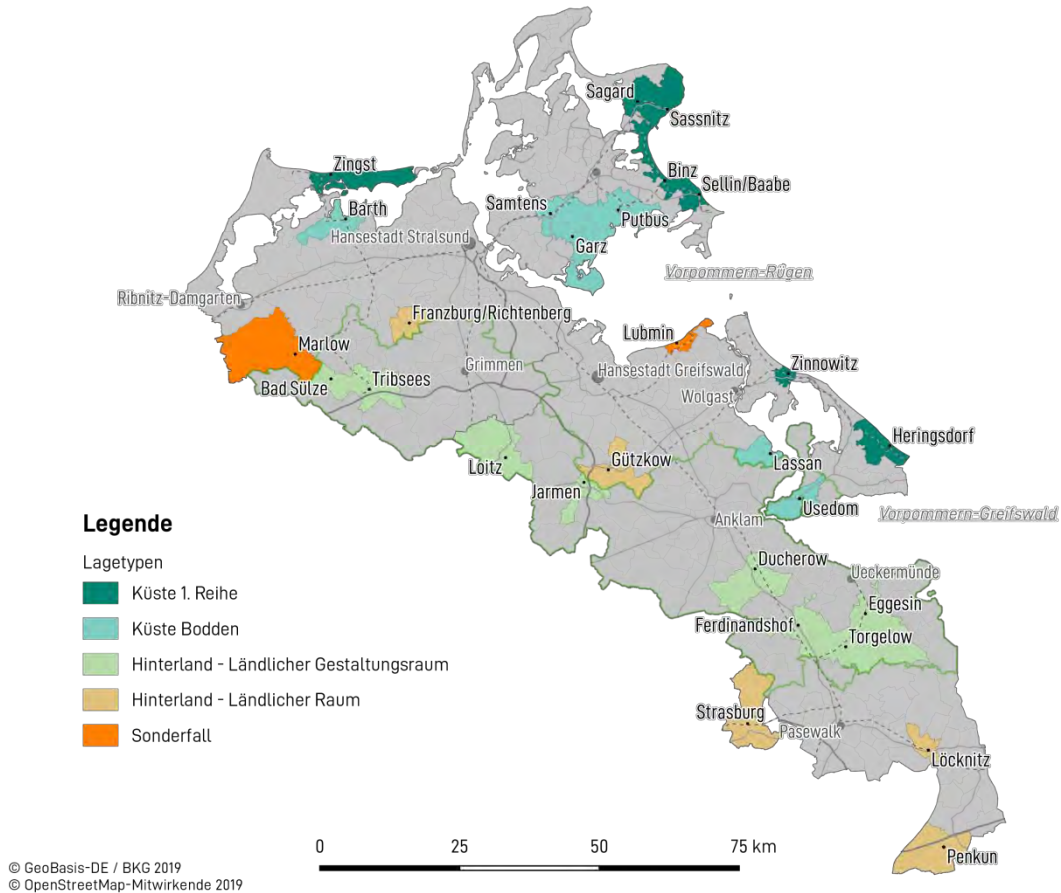 Sagard
Sassnitz
Zingst
Binz
Sellin/Baabe
Barth
Samtens
Putbus
Hansestadt Stralsund
Garz
Vorpommern-Rügen
Ribnitz-Damgarten
Franzburg/Richtenberg
Lubmin
Marlow
Zinnowitz
Grimmen
Hansestadt Greifswald
Bad Sülze
Tribsees
Wolgast
Heringsdorf
Loitz
Gützkow
Lassan
Jarmen
Usedom
Vorpommern-Greifswald
Anklam
Ducherow
Ueckermünde
Eggesin
Ferdinandshof
Torgelow
Strasburg
Pasewalk
Löcknitz
Penkun
Legende
Lagetypen
Küste 1. Reihe
Küste Bodden
Hinterland - Ländlicher Gestaltungsraum
Hinterland - Ländlicher Raum
Sonderfall
0 25 50 75 km
© GeoBasis-DE / BKG 2019
© OpenStreetMap-Mitwirkende 2019